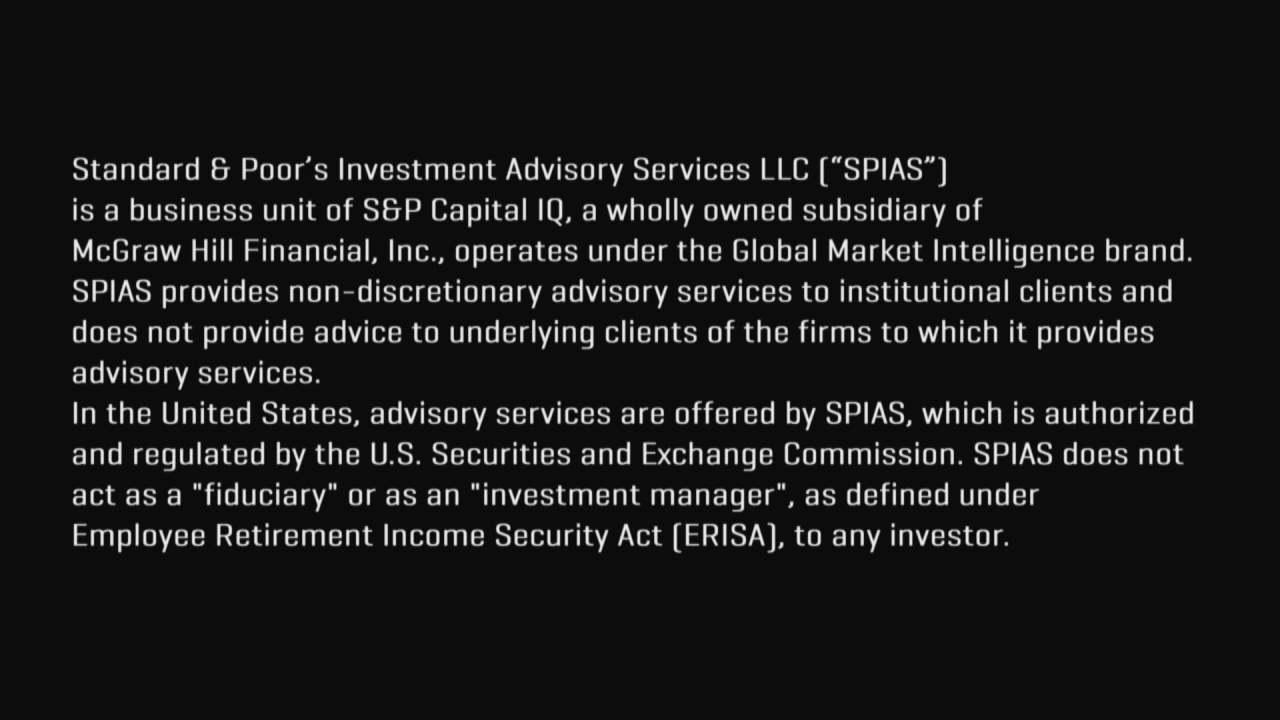 Standard & Poor’s Investment Advisory Services LLC (“SPIAS”)
is a business unit of S&P Capital IQ, a wholly owned subsidiary of
McGraw Hill Financial, Inc., operates under the Global Market Intelligence brand.
SPIAS provides non-discretionary advisory services to institutional clients and
does not provide advice to underlying clients of the firms to which it provides
advisory services.
In the United States, advisory services are offered by SPIAS, which is authorized
and regulated by the U.S. Securities and Exchange Commission. SPIAS does not
act as a "fiduciary" or as an "investment manager", as defined under
Employee Retirement Income Security Act (ERISA), to any investor.